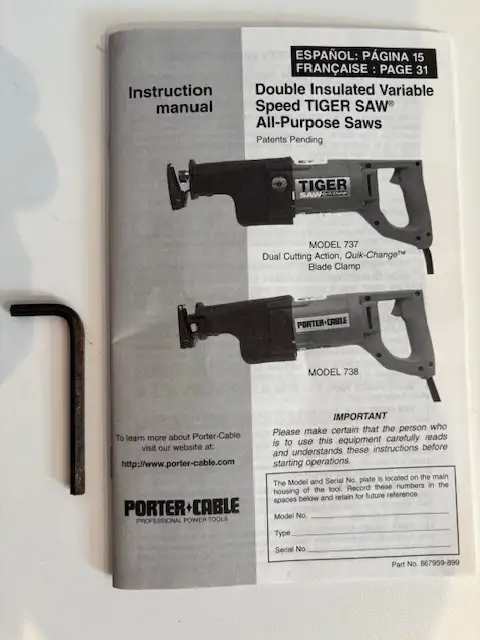 ESPAÑOL: PÁGINA 15
FRANÇAISE : PAGE 31
Instruction
manual
Double Insulated Variable
Speed TIGER SAW®
All-Purpose Saws
Patents Pending
TIGER
SAW
MODEL 737
Dual Cutting Action, Quik-Change™
Blade Clamp
PORTER+CABLE
MODEL 738
IMPORTANT
Please make certain that the person who
is to use this equipment carefully reads
and understands these instructions before
starting operations.
To learn more about Porter-Cable
visit our website at:
http://www.porter-cable.com
PORTER+CABLE
PROFESSIONAL POWER TOOLS
The Model and Serial No. plate is located on the main
housing of the tool. Record these numbers in the
spaces below and retain for future reference.
Model No.
Type
Serial No.
Part No. 887959-899